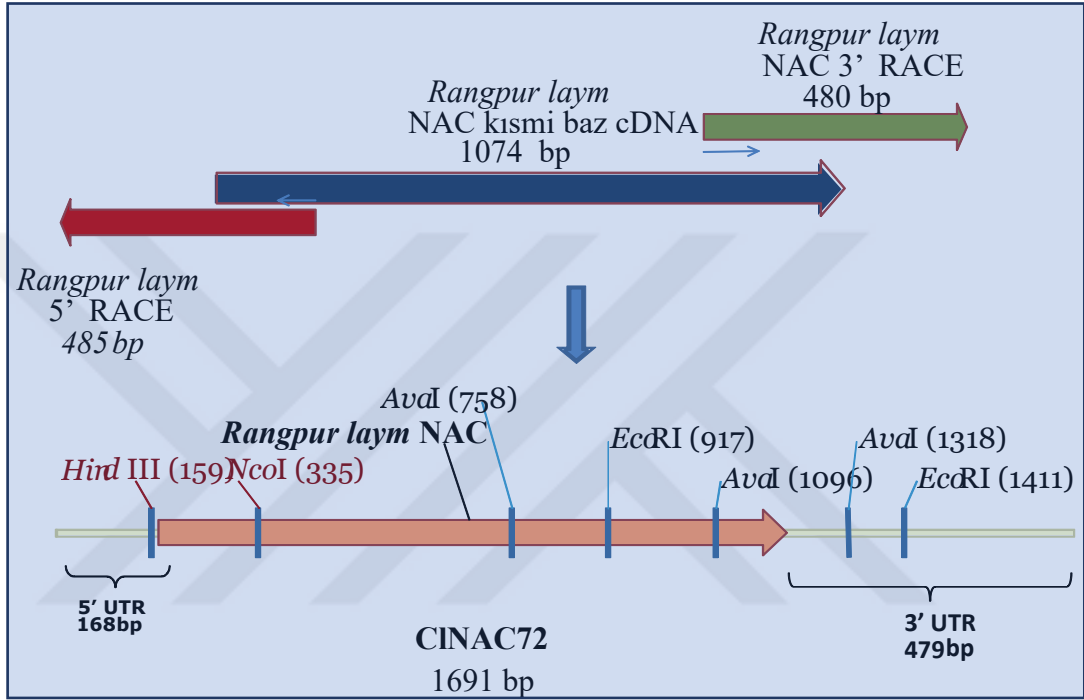 Rangpur laym
NAC 3’ RACE
480 bp
Rangpur laym
NAC kısmi baz cDNA
1074 bp
Rangpur laym
5’ RACE
485 bp
AvaI (758)
Rangpur laym NAC
Hind III (159)
NcoI (335)
EcoRI (917)
AvaI (1096)
AvaI (1318)
EcoRI (1411)
5’ UTR
168bp
3’ UTR
479bp
CINAC72
1691 bp